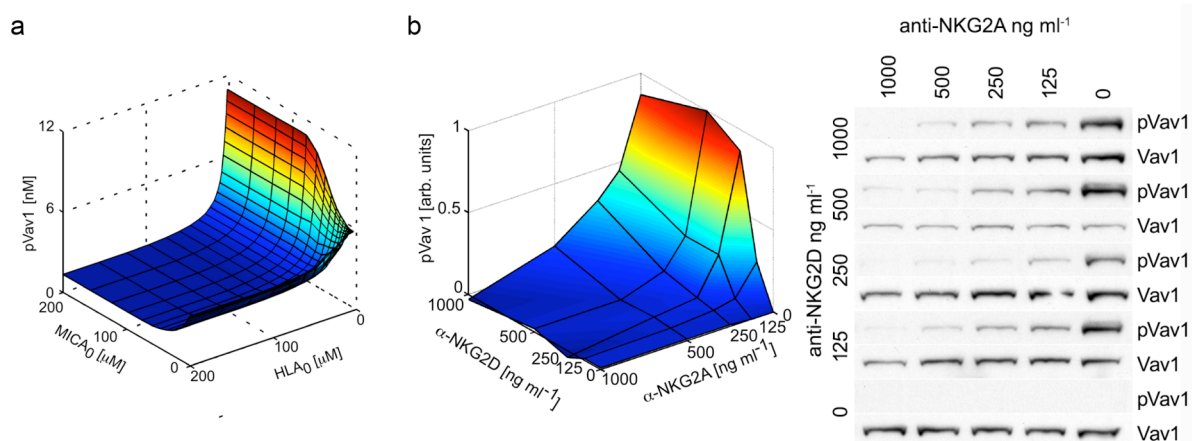 a
12
6
0
pVav1 [nM]
200
100
0
MICA₀ [μM]
200
100
0
HLA₀ [μM]
b
1
0.5
0
pVav 1 [arb. units]
1000
500
250
125
0
α-NKG2D [ng ml⁻¹]
1000
500
250
125
0
α-NKG2A [ng ml⁻¹]
anti-NKG2A ng ml⁻¹
1000 500 250 125 0
anti-NKG2D ng ml⁻¹
1000
pVav1
Vav1
500
pVav1
Vav1
250
pVav1
Vav1
125
pVav1
Vav1
0
pVav1
Vav1